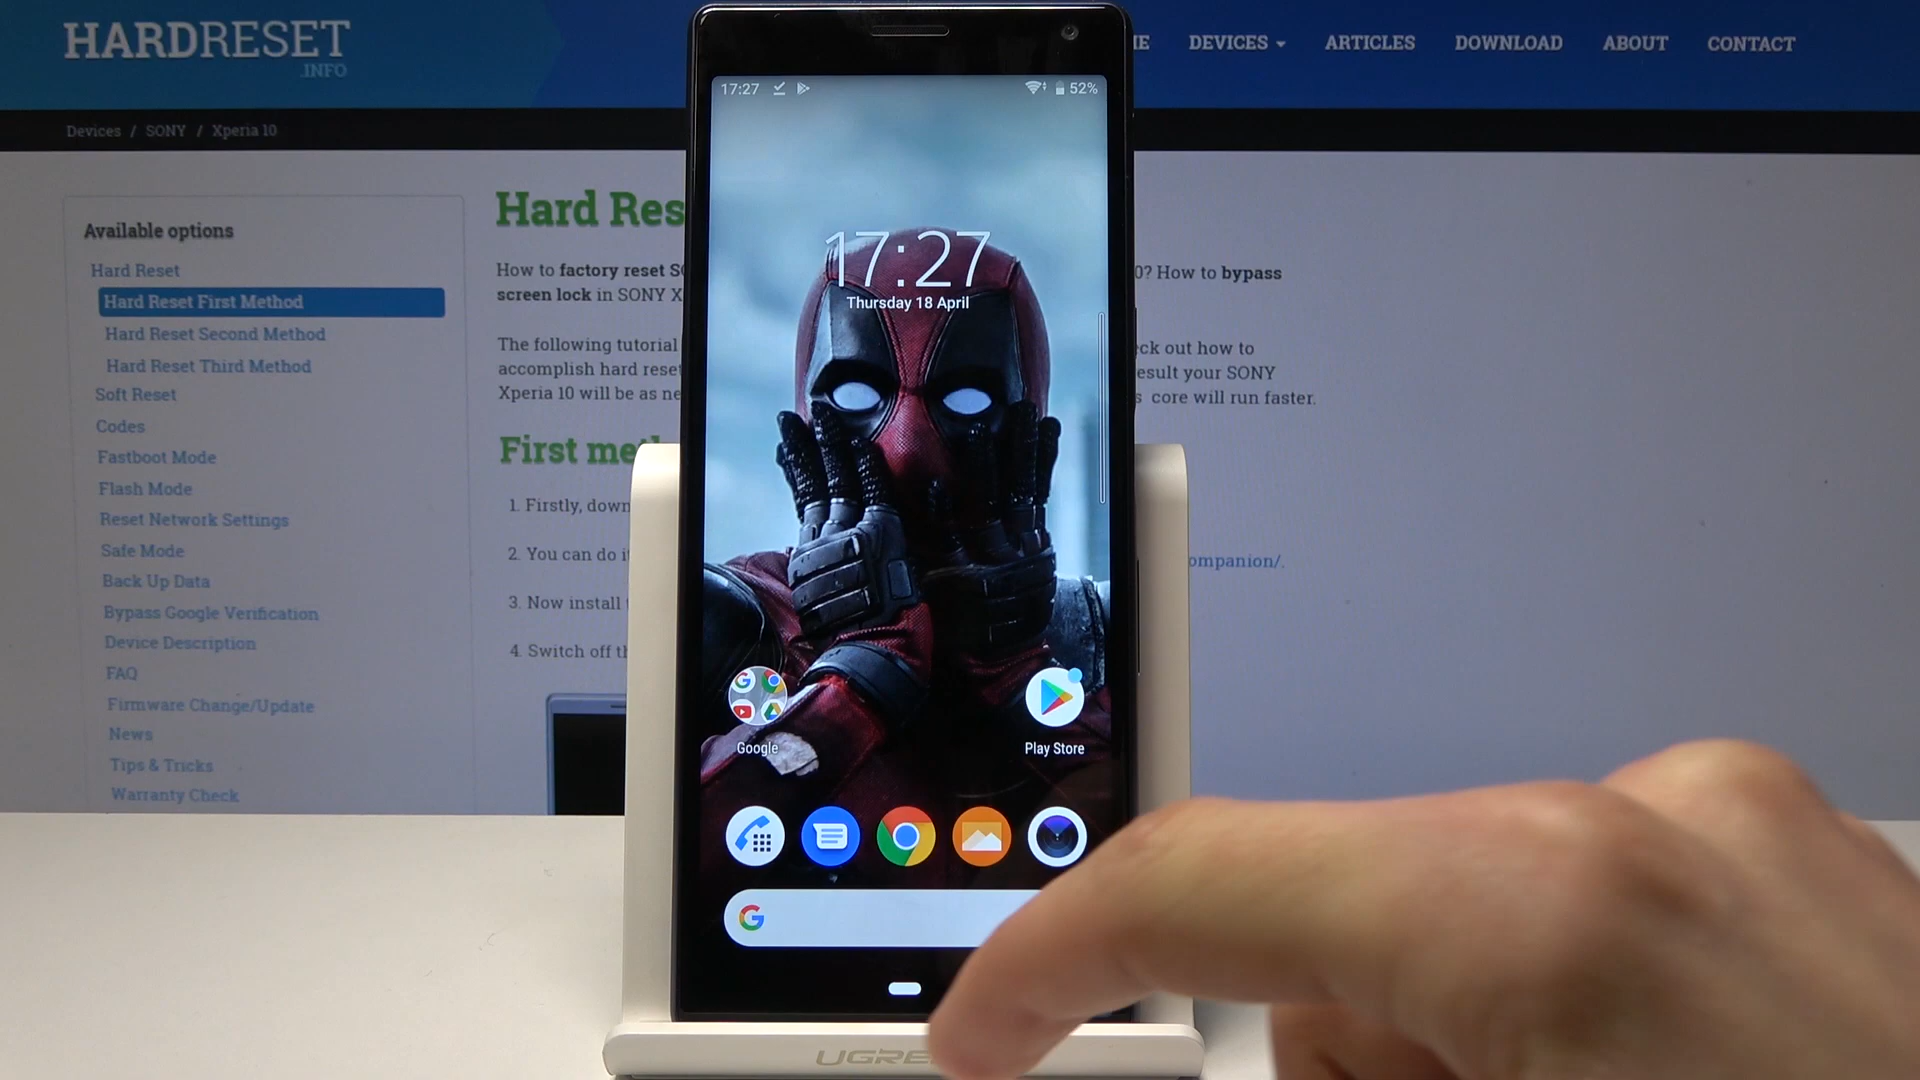 HARDRESET
.INFO
DEVICES
ARTICLES
DOWNLOAD
ABOUT
CONTACT
Devices / SONY / Xperia 10
Available options
Hard Reset
Hard Reset First Method
Hard Reset Second Method
Hard Reset Third Method
Soft Reset
Codes
Fastboot Mode
Flash Mode
Reset Network Settings
Safe Mode
Back Up Data
Bypass Google Verification
Device Description
FAQ
Firmware Change/Update
News
Tips & Tricks
Warranty Check
Hard Res
How to factory reset S
0? How to bypass
screen lock in SONY X
The following tutorial
eck out how to
accomplish hard reset
esult your SONY
Xperia 10 will be as ne
s core will run faster.
First me
1. Firstly, down
2. You can do i
ompanion/.
3. Now install
4. Switch off th
17:27
52%
17:27
Thursday 18 April
Google
Play Store
UGRE